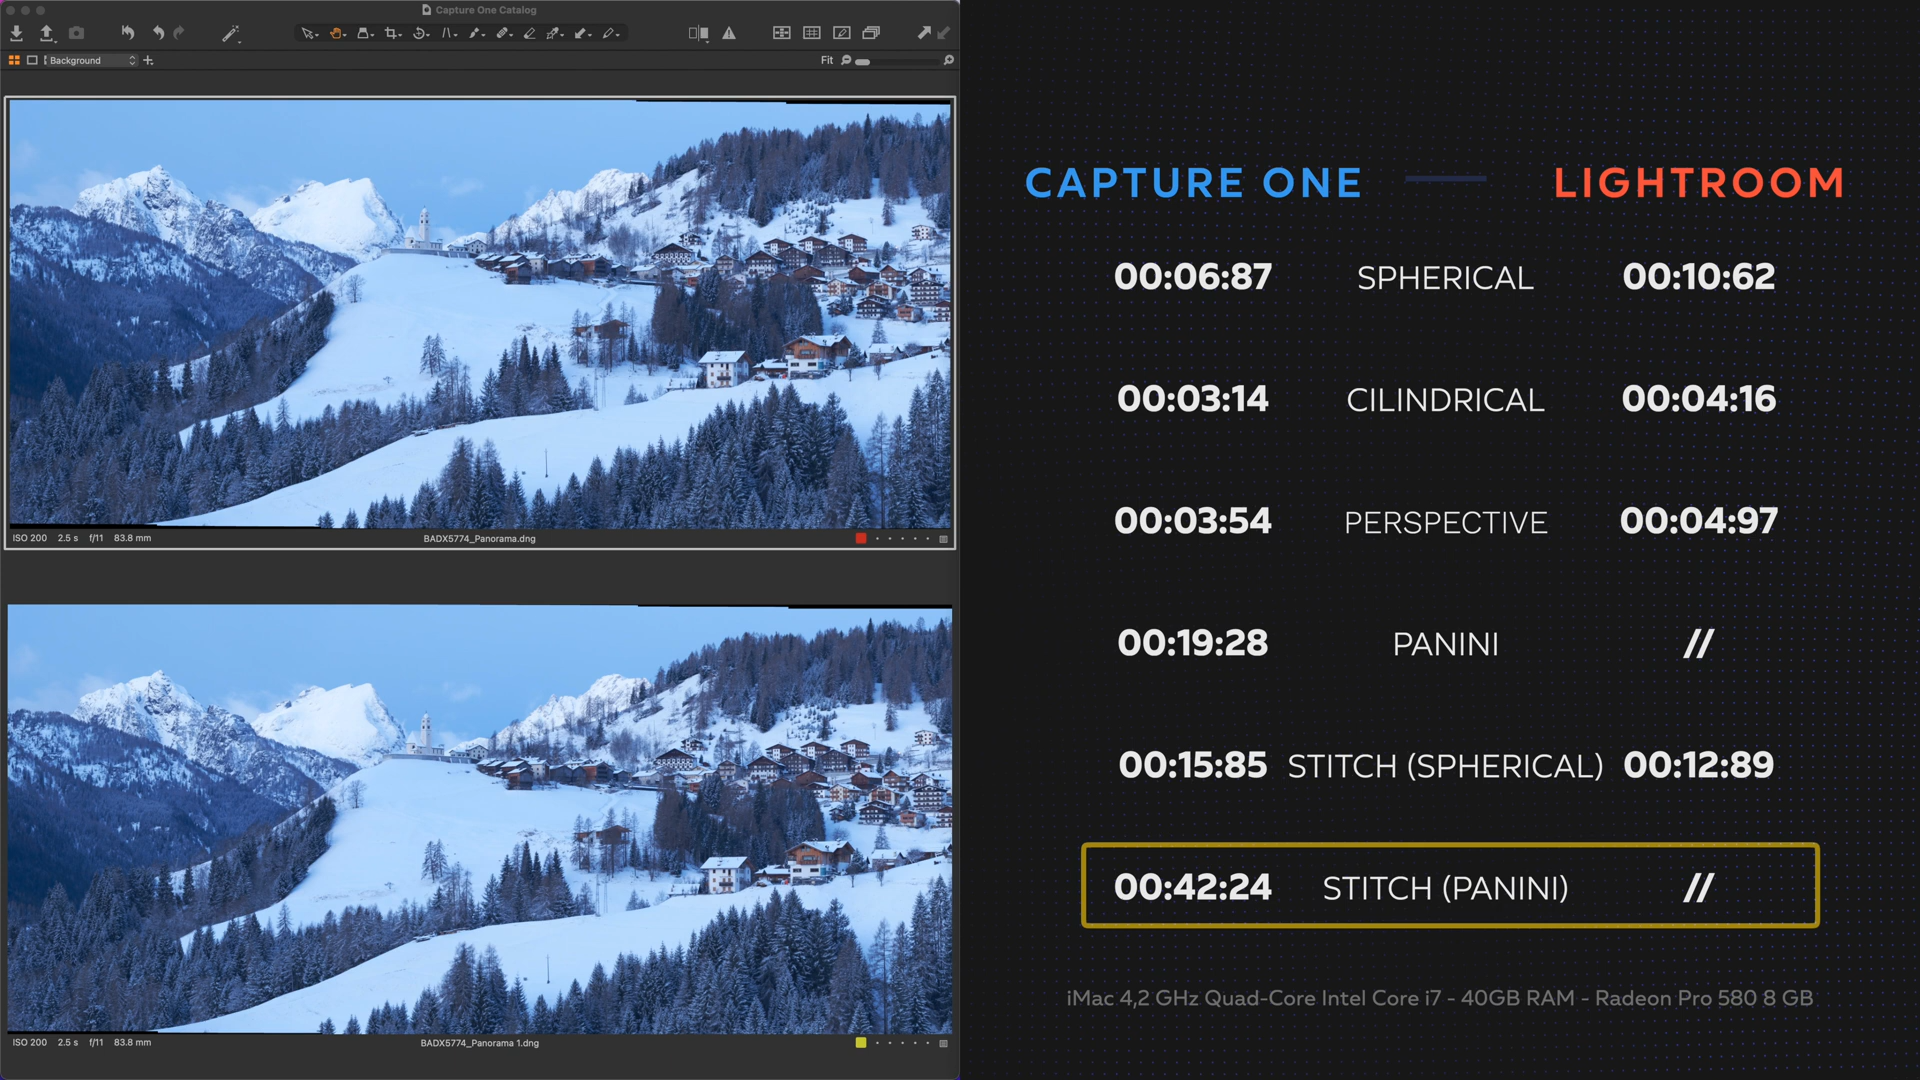 Capture One Catalog
Background
Fit
ISO 200 2.5 s f/11 83.8 mm
BADX5774_Panorama.dng
ISO 200 2.5 s f/11 83.8 mm
BADX5774_Panorama 1.dng
CAPTURE ONE LIGHTROOM
00:06:87 SPHERICAL 00:10:62
00:03:14 CILINDRICAL 00:04:16
00:03:54 PERSPECTIVE 00:04:97
00:19:28 PANINI //
00:15:85 STITCH (SPHERICAL) 00:12:89
00:42:24 STITCH (PANINI) //
iMac 4,2 GHz Quad-Core Intel Core i7 - 40GB RAM - Radeon Pro 580 8 GB